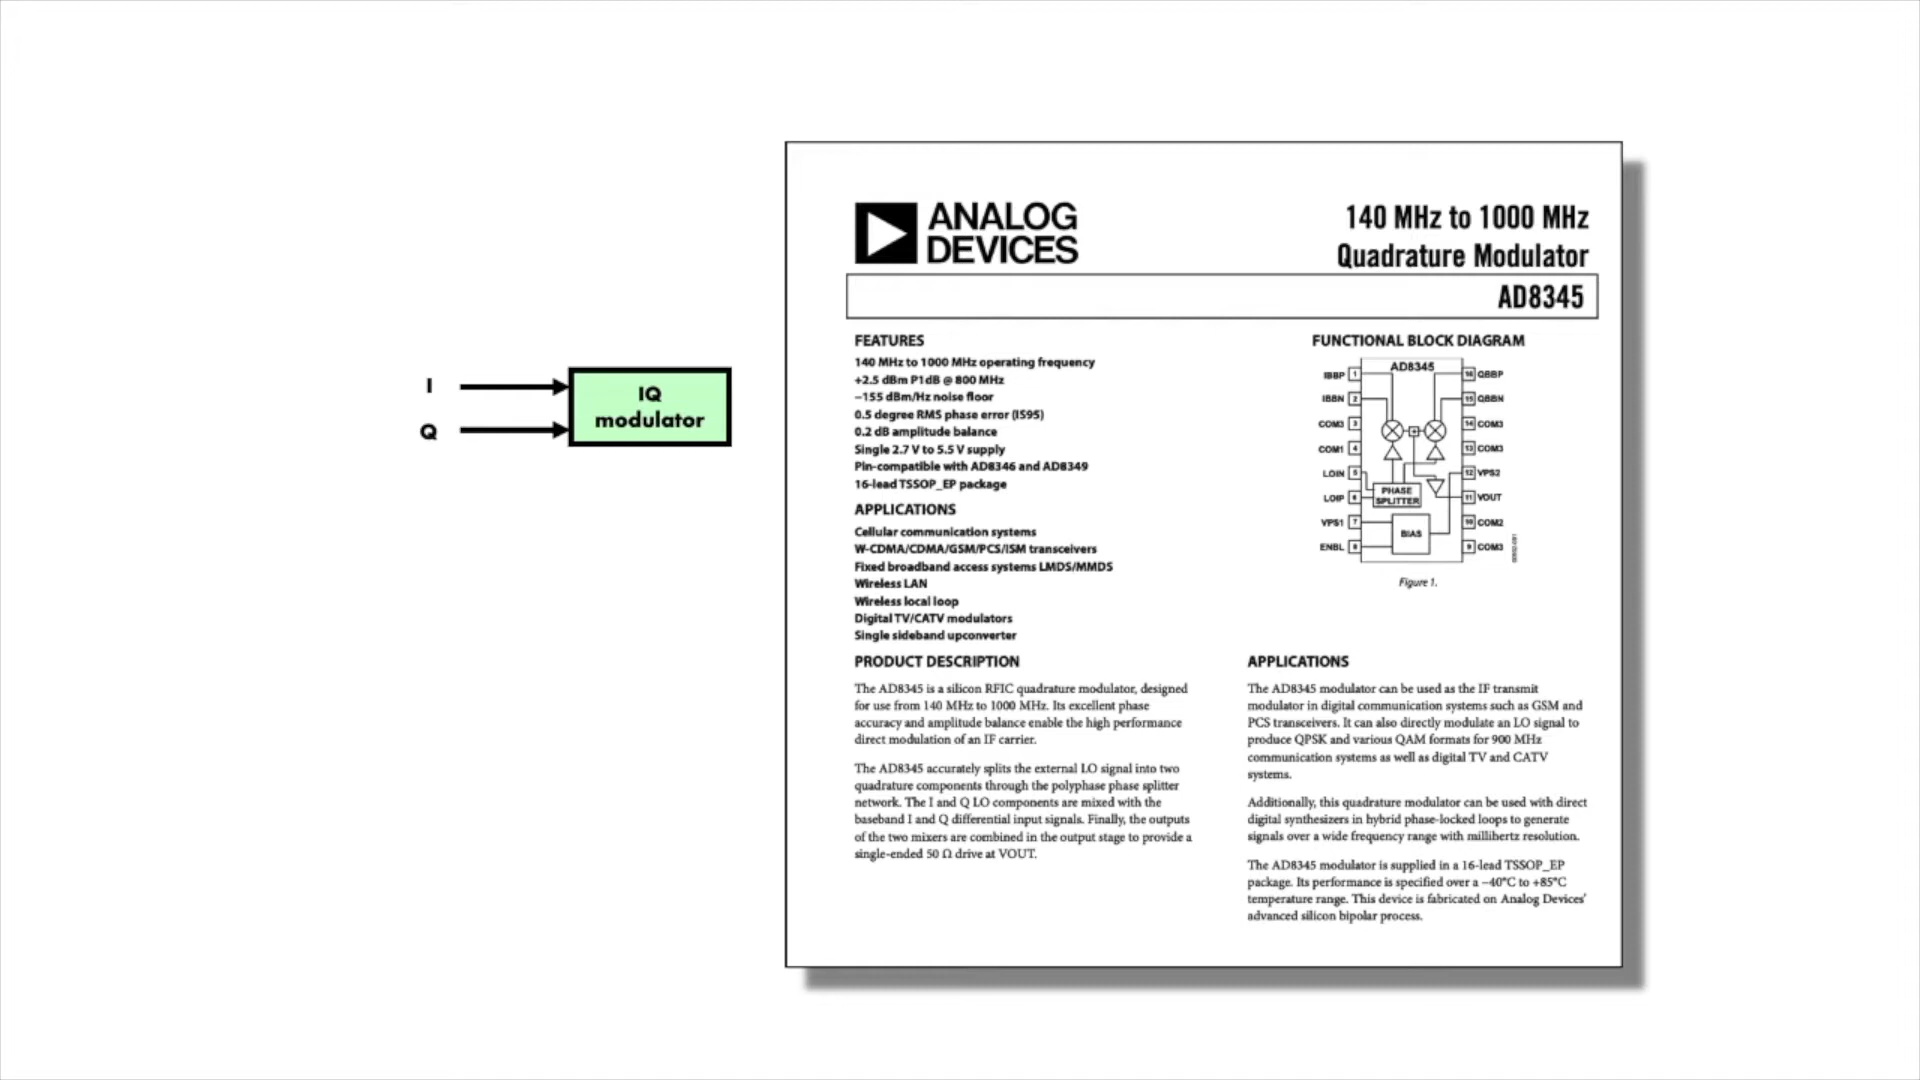 I
Q
IQ
modulator
ANALOG
DEVICES
140 MHz to 1000 MHz
Quadrature Modulator
AD8345
FEATURES
140 MHz to 1000 MHz operating frequency
+2.5 dBm P1dB @ 800 MHz
−155 dBm/Hz noise floor
0.5 degree RMS phase error (IS95)
0.2 dB amplitude balance
Single 2.7 V to 5.5 V supply
Pin-compatible with AD8346 and AD8349
16-lead TSSOP_EP package
APPLICATIONS
Cellular communication systems
W-CDMA/CDMA/GSM/PCS/ISM transceivers
Fixed broadband access systems LMDS/MMDS
Wireless LAN
Wireless local loop
Digital TV/CATV modulators
Single sideband upconverter
FUNCTIONAL BLOCK DIAGRAM
AD8345
IBBP 1
16 QBBP
IBBN 2
15 QBBN
COM3 3
14 COM3
COM1 4
13 COM3
LOIN 5
12 VPS2
LOIP 6
11 VOUT
VPS1 7
10 COM2
ENBL 8
9 COM3
PHASE
SPLITTER
BIAS
Figure 1.
PRODUCT DESCRIPTION
The AD8345 is a silicon RFIC quadrature modulator, designed
for use from 140 MHz to 1000 MHz. Its excellent phase
accuracy and amplitude balance enable the high performance
direct modulation of an IF carrier.
The AD8345 accurately splits the external LO signal into two
quadrature components through the polyphase phase splitter
network. The I and Q LO components are mixed with the
baseband I and Q differential input signals. Finally, the outputs
of the two mixers are combined in the output stage to provide a
single-ended 50 Ω drive at VOUT.
APPLICATIONS
The AD8345 modulator can be used as the IF transmit
modulator in digital communication systems such as GSM and
PCS transceivers. It can also directly modulate an LO signal to
produce QPSK and various QAM formats for 900 MHz
communication systems as well as digital TV and CATV
systems.
Additionally, this quadrature modulator can be used with direct
digital synthesizers in hybrid phase-locked loops to generate
signals over a wide frequency range with millihertz resolution.
The AD8345 modulator is supplied in a 16-lead TSSOP_EP
package. Its performance is specified over a −40°C to +85°C
temperature range. This device is fabricated on Analog Devices'
advanced silicon bipolar process.